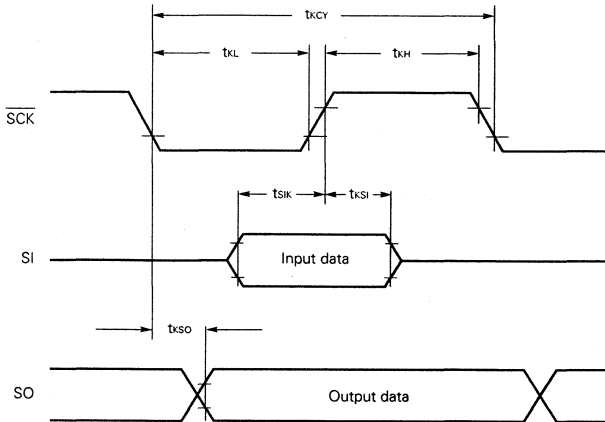 tKCY
tKL
tKH
SCK
tSIK
tKSI
SI
Input data
tKSO
SO
Output data